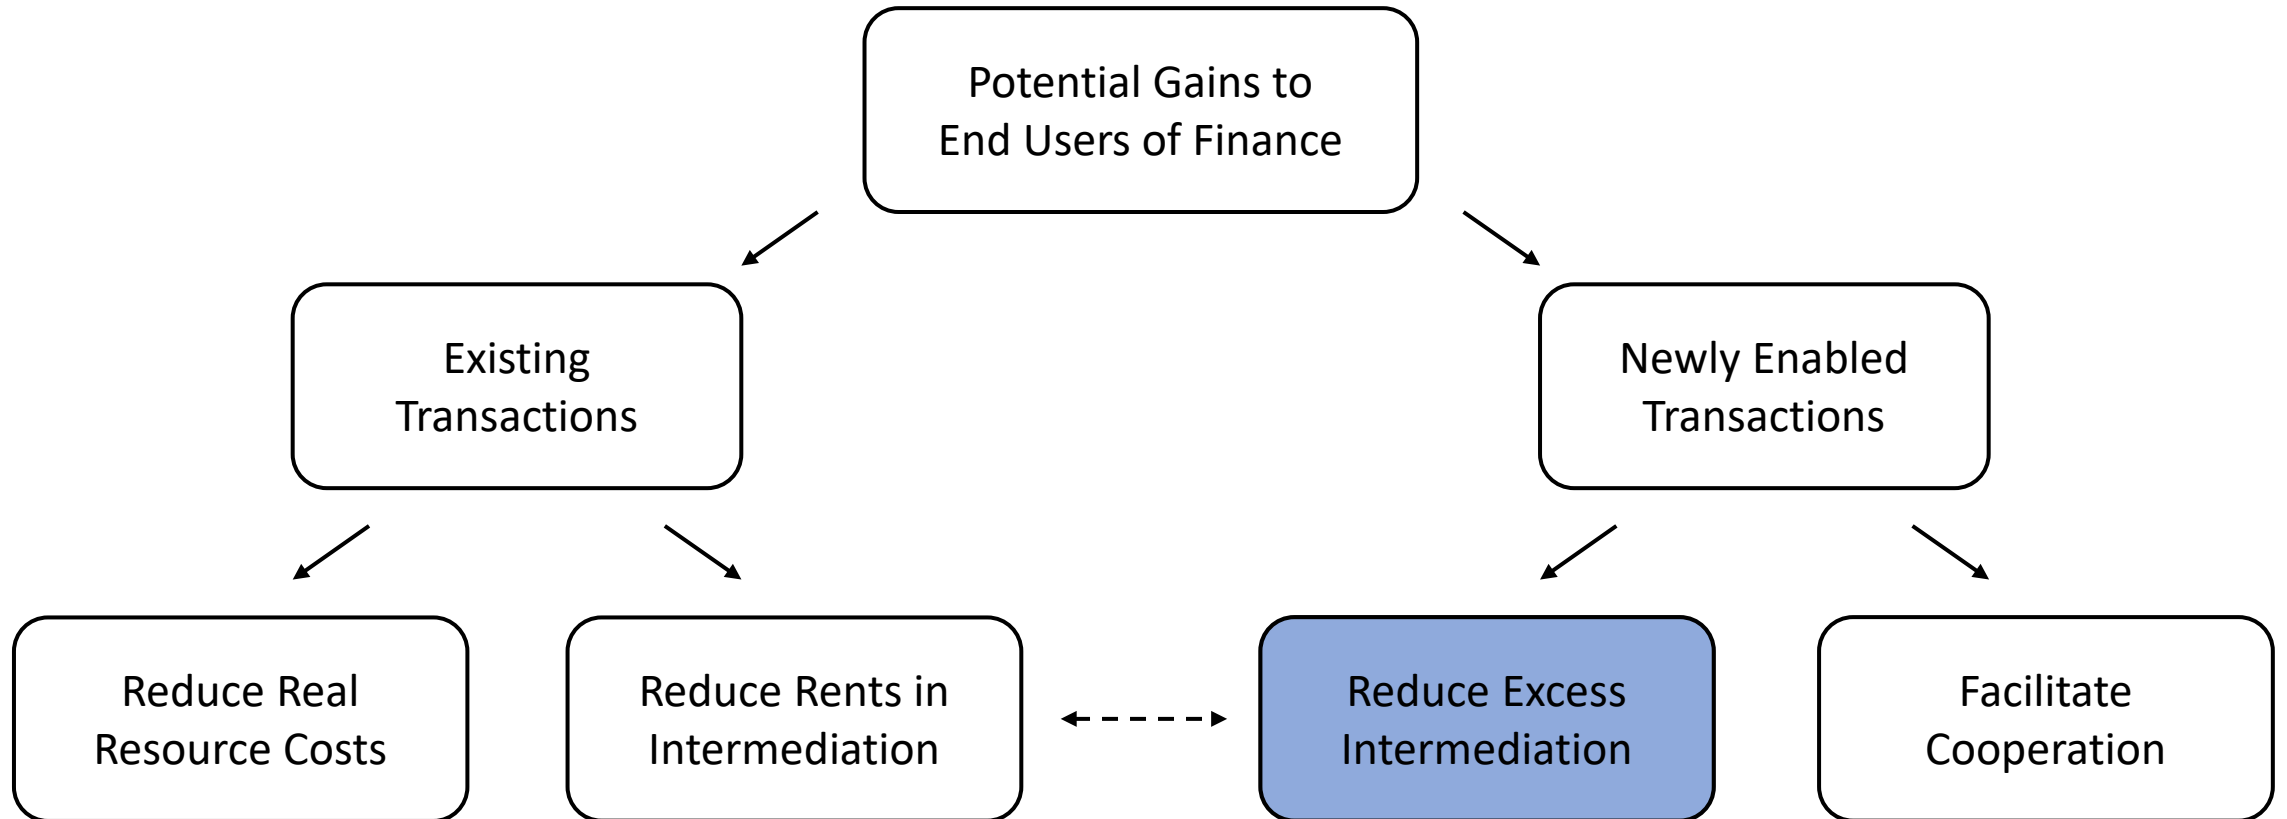 Potential Gains to
End Users of Finance
Existing
Transactions
Newly Enabled
Transactions
Reduce Real
Resource Costs
Reduce Rents in
Intermediation
Reduce Excess
Intermediation
Facilitate
Cooperation